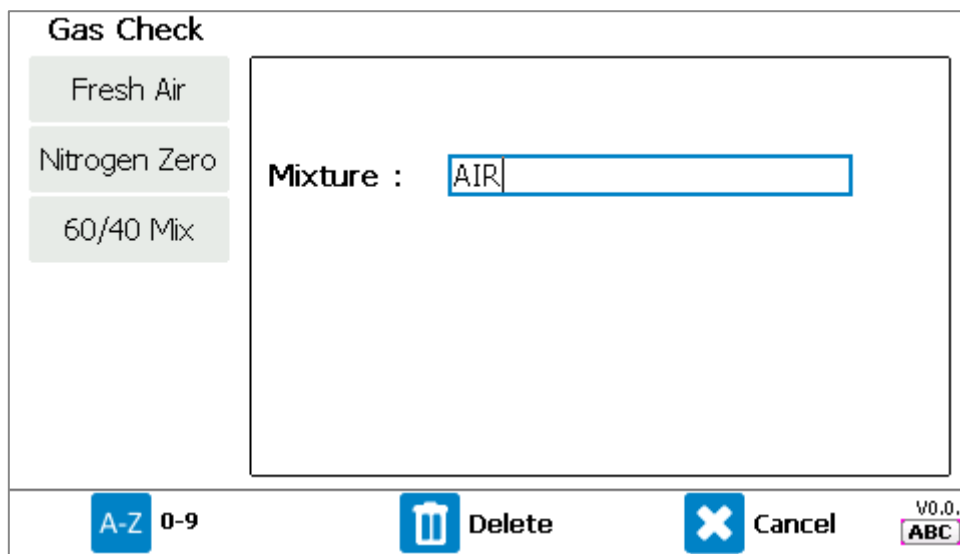 Gas Check
Fresh Air
Nitrogen Zero
60/40 Mix
Mixture : AIR
A-Z 0-9 Delete Cancel V0.0.
ABC